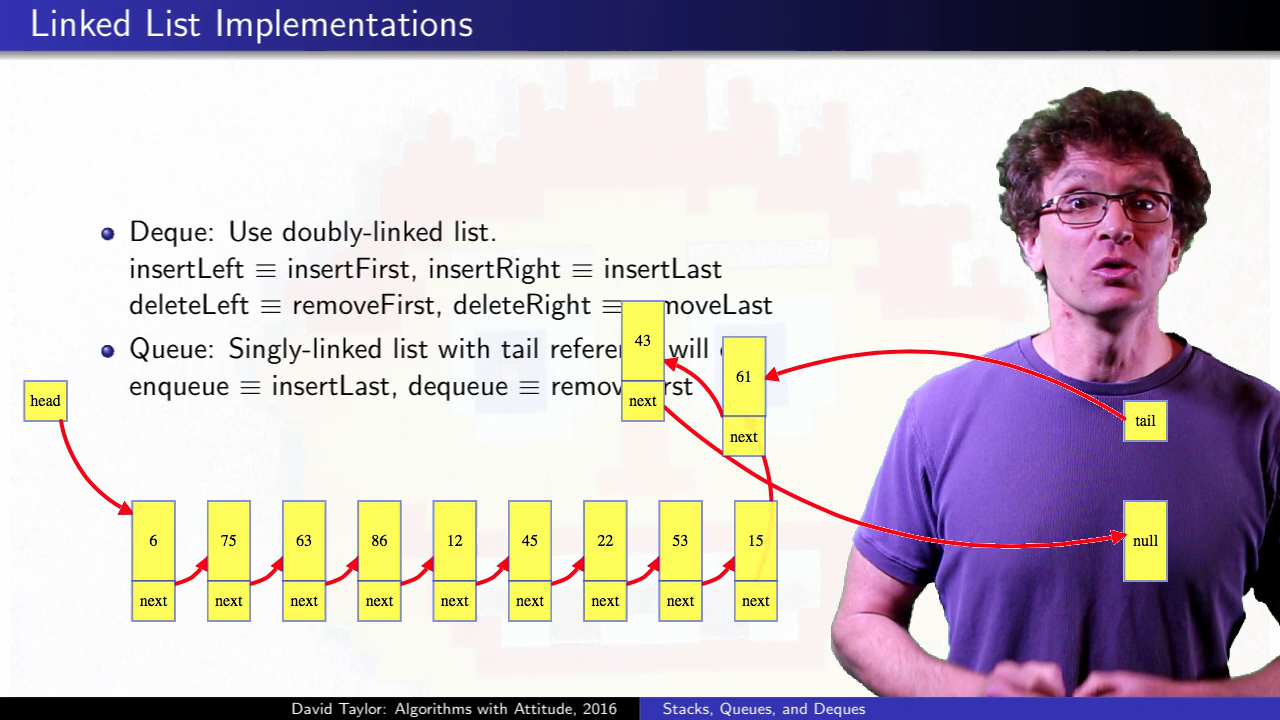 Linked List Implementations
Deque: Use doubly-linked list.
insertLeft ≡ insertFirst, insertRight ≡ insertLast
deleteLeft ≡ removeFirst, deleteRight ≡ moveLast
Queue: Singly-linked list with tail will
enqueue ≡ insertLast, dequeue ≡
43
next
61
next
head
tail
null
6 75 63 86 12 45 22 53 15
next next next next next next next next next
David Taylor: Algorithms with Attitude, 2016 Stacks, Queues, and Deques